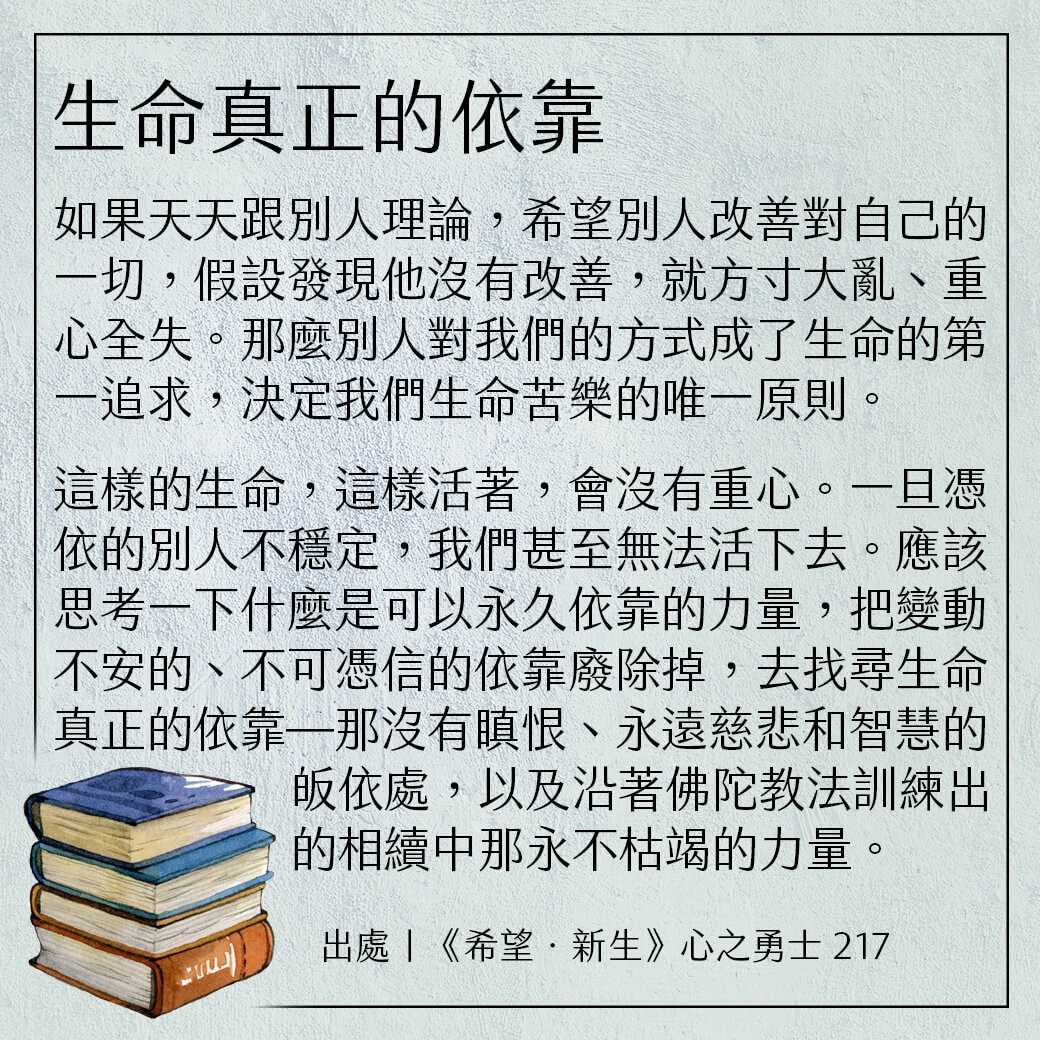 生命真正的依靠
如果天天跟別人理論，希望別人改善對自己的
一切，假設發現他沒有改善，就方寸大亂、重
心全失。那麼別人對我們的方式成了生命的第
一追求，決定我們生命苦樂的唯一原則。
這樣的生命，這樣活著，會沒有重心。一旦憑
依的別人不穩定，我們甚至無法活下去。應該
思考一下什麼是可以永久依靠的力量，把變動
不安的、不可憑信的依靠廢除掉，去找尋生命
真正的依靠—那沒有瞋恨、永遠慈悲和智慧的
皈依處，以及沿著佛陀教法訓練出
的相續中那永不枯竭的力量。
出處｜《希望．新生》心之勇士 217